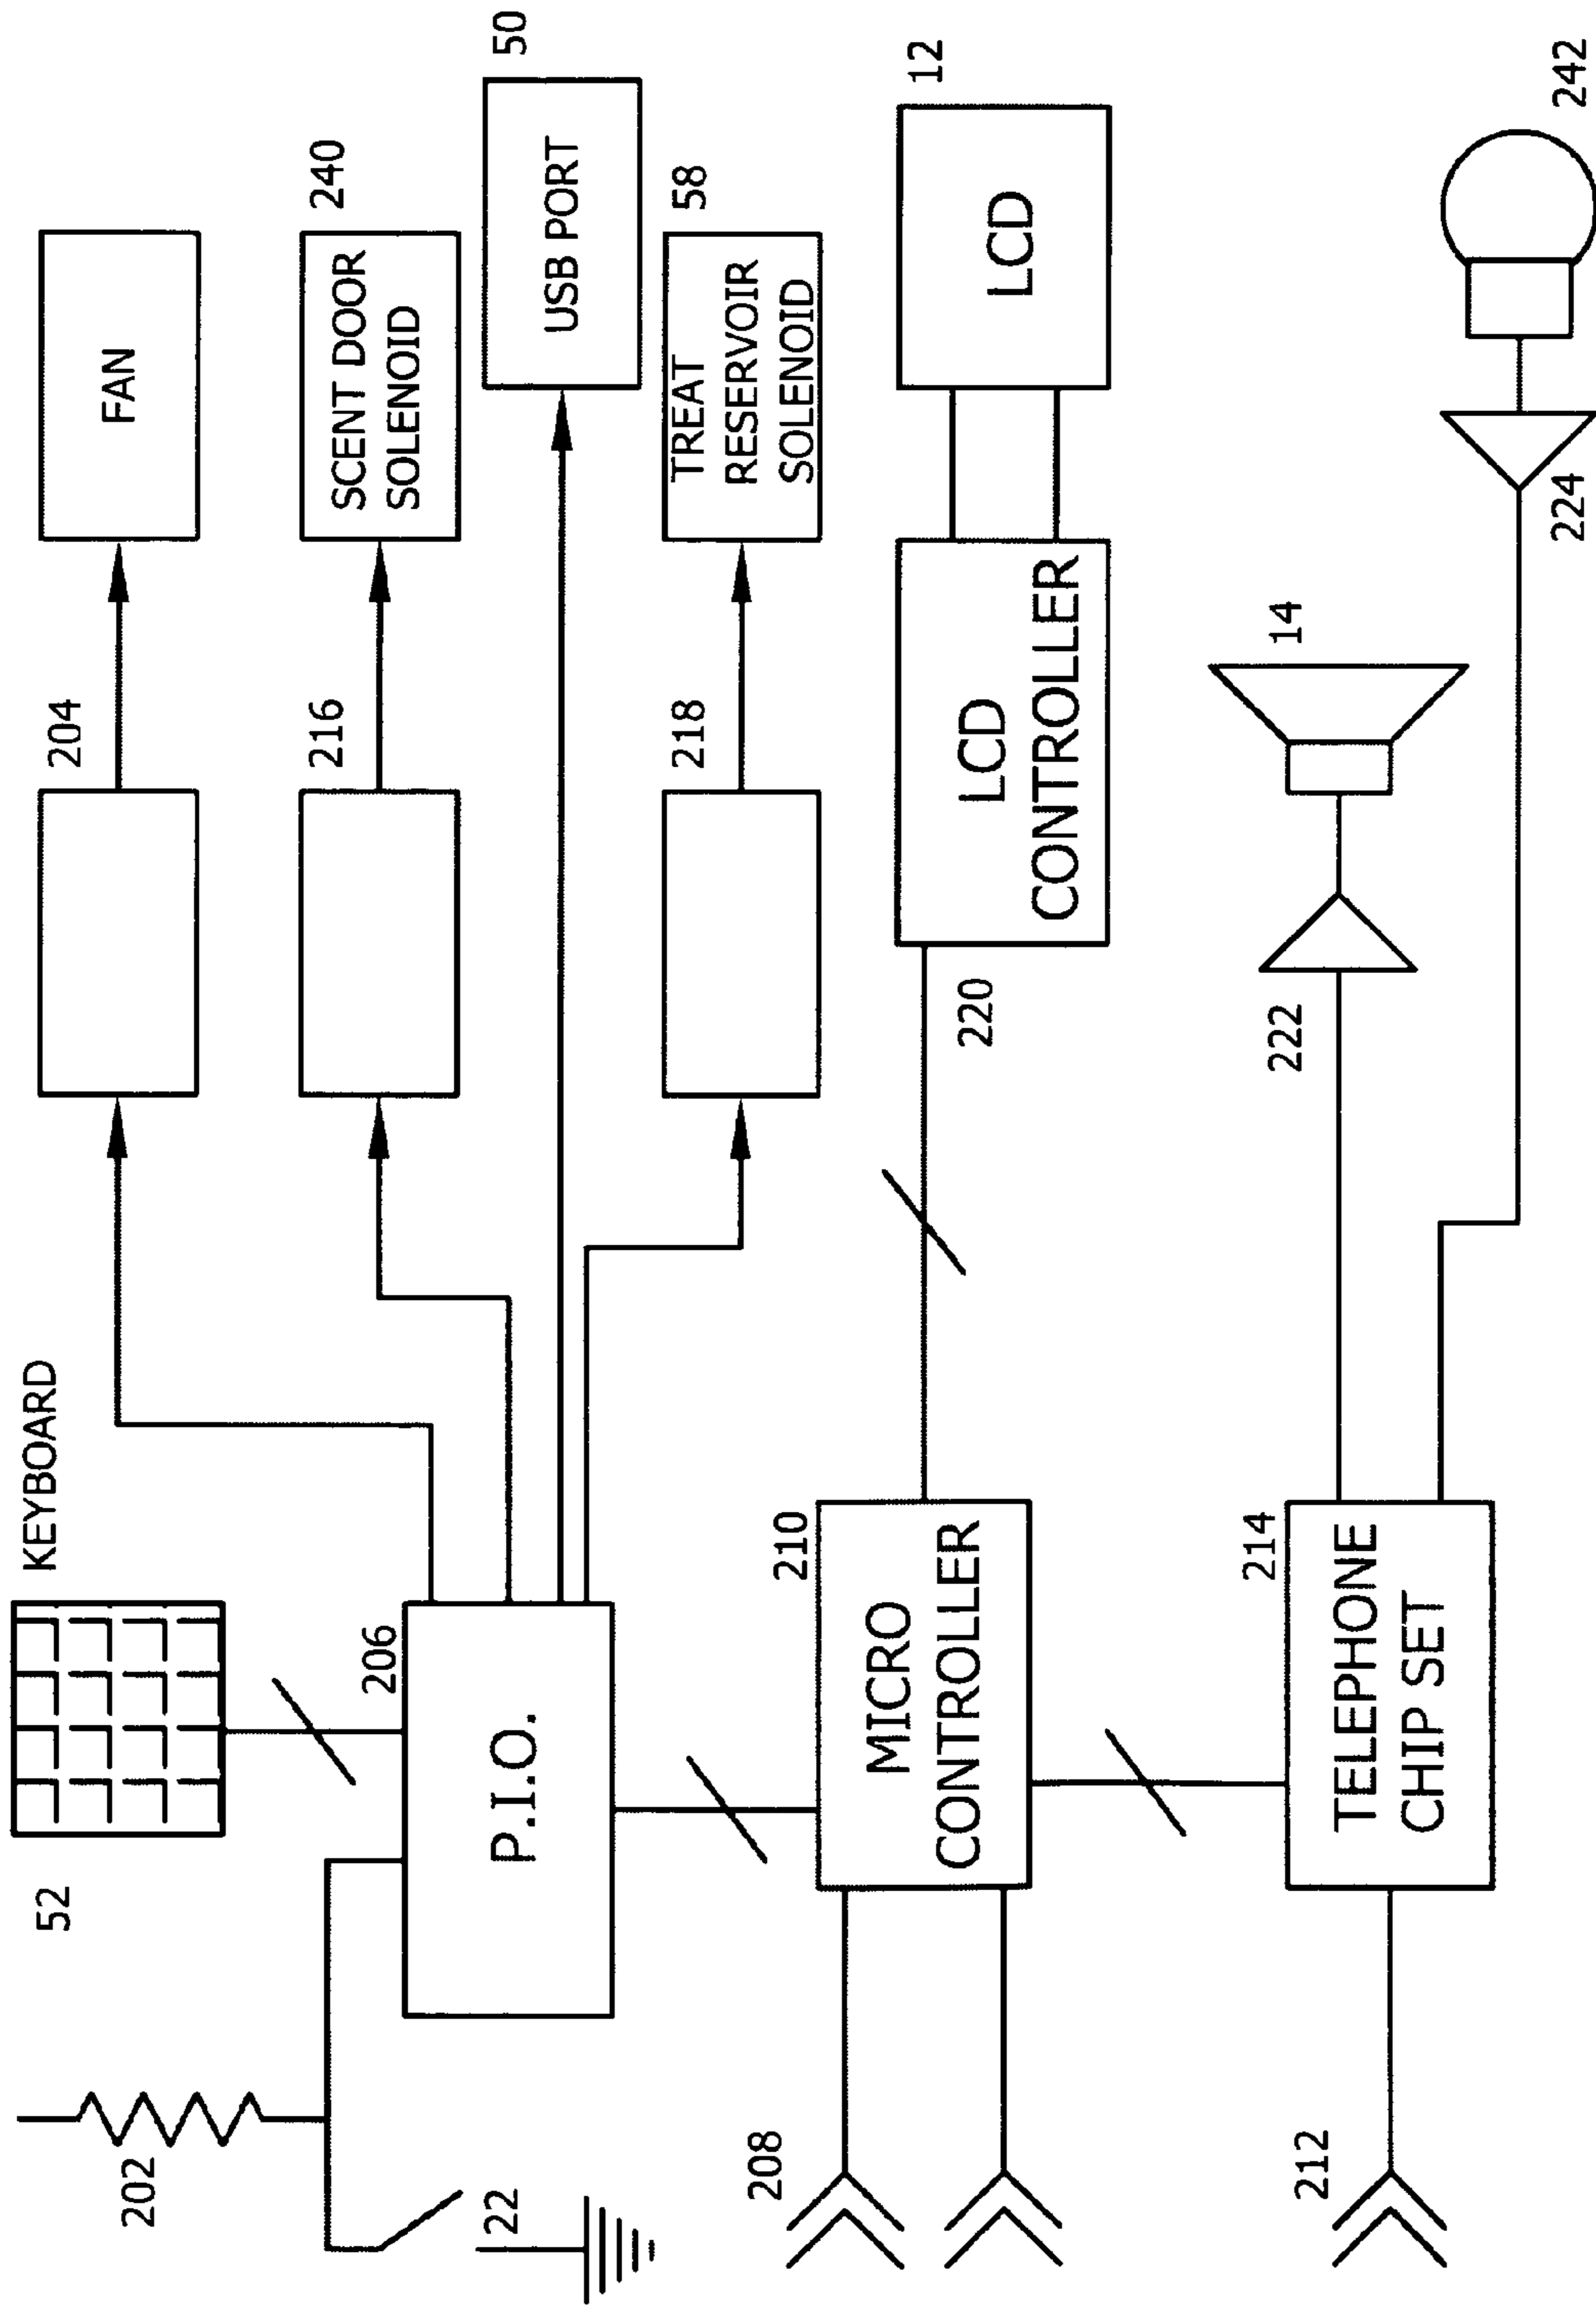 KEYBOARD
52
202
22
206
P.I.O.
204
FAN
216
240
SCENT DOOR
SOLENOID
50
USB PORT
218
58
TREAT
RESERVOIR
SOLENOID
208
210
MICRO
CONTROLLER
220
LCD
CONTROLLER
12
LCD
212
214
TELEPHONE
CHIP SET
222
14
224
242